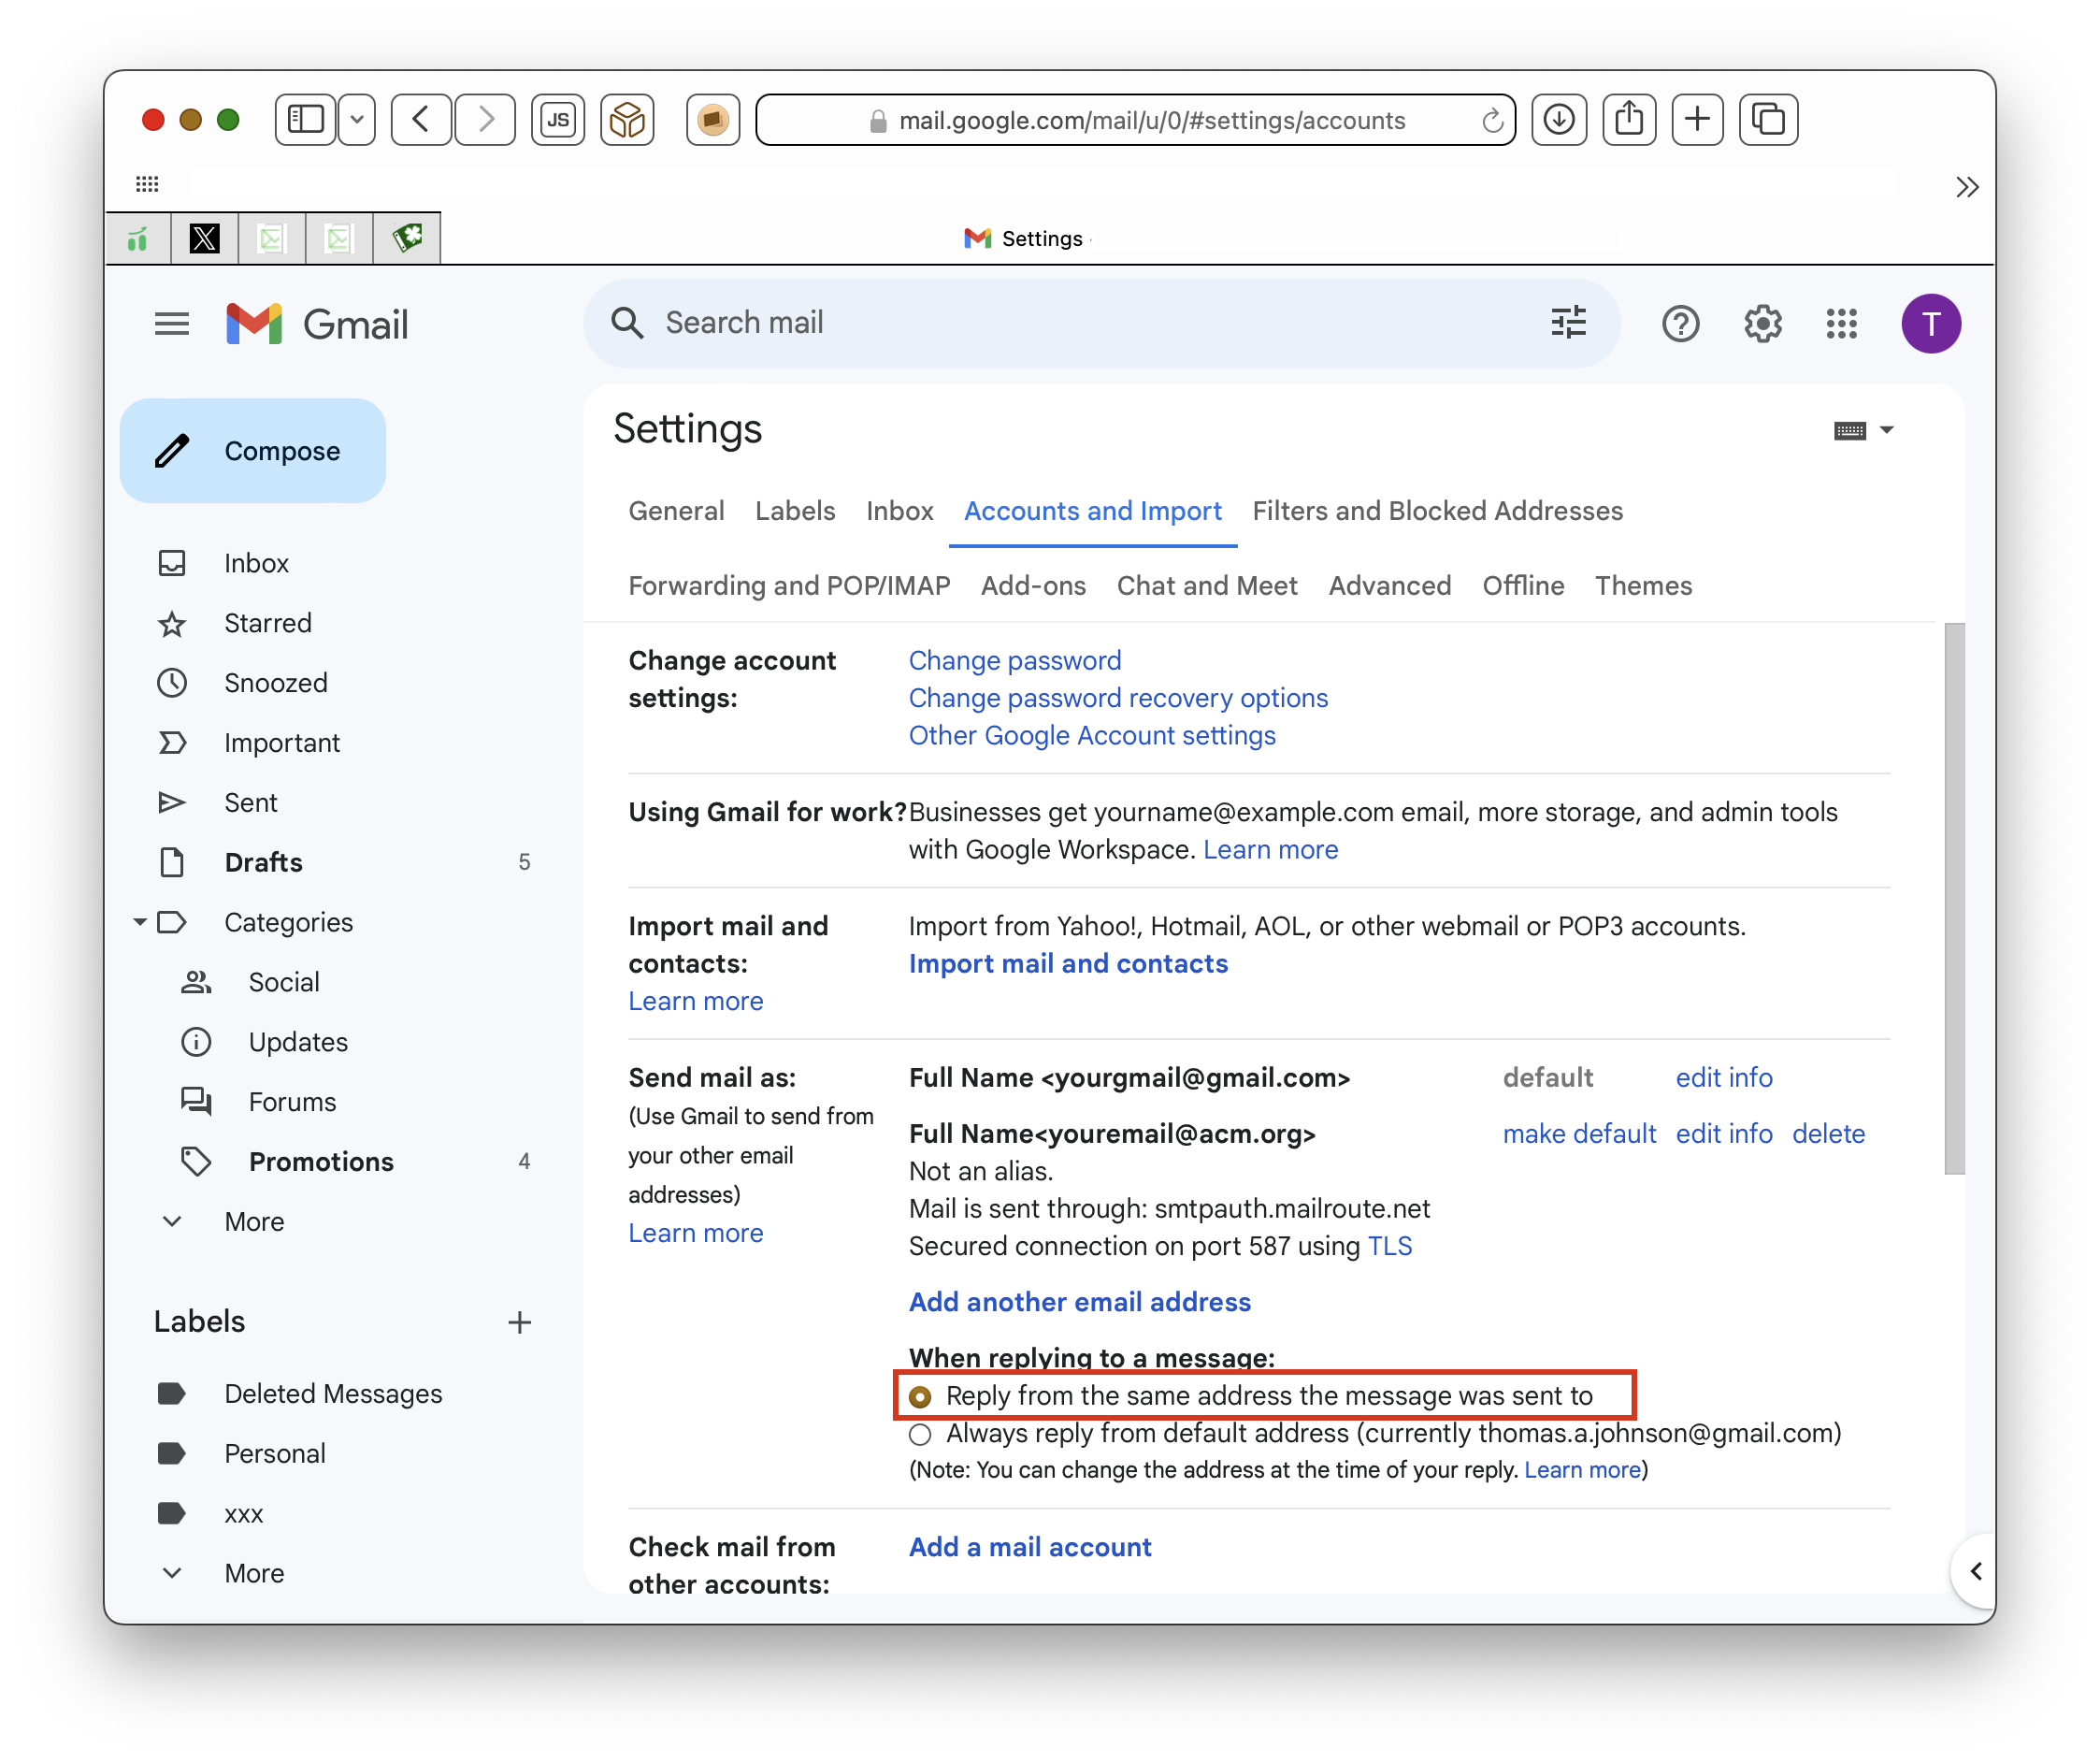 JS
mail.google.com/mail/u/0/#settings/accounts
X
Settings
Gmail
Search mail
T
Compose
Inbox
Starred
Snoozed
Important
Sent
Drafts 5
Categories
Social
Updates
Forums
Promotions 4
More
Labels
Deleted Messages
Personal
xxx
More
Settings
General Labels Inbox Accounts and Import Filters and Blocked Addresses
Forwarding and POP/IMAP Add-ons Chat and Meet Advanced Offline Themes
Change account
settings:
Change password
Change password recovery options
Other Google Account settings
Using Gmail for work?
Businesses get yourname@example.com email, more storage, and admin tools
with Google Workspace. Learn more
Import mail and
contacts:
Learn more
Import from Yahoo!, Hotmail, AOL, or other webmail or POP3 accounts.
Import mail and contacts
Send mail as:
(Use Gmail to send from
your other email
addresses)
Learn more
Full Name <yourgmail@gmail.com> default edit info
Full Name<youremail@acm.org> make default edit info delete
Not an alias.
Mail is sent through: smtpauth.mailroute.net
Secured connection on port 587 using TLS
Add another email address
When replying to a message:
Reply from the same address the message was sent to
Always reply from default address (currently thomas.a.johnson@gmail.com)
(Note: You can change the address at the time of your reply. Learn more)
Check mail from
other accounts:
Add a mail account